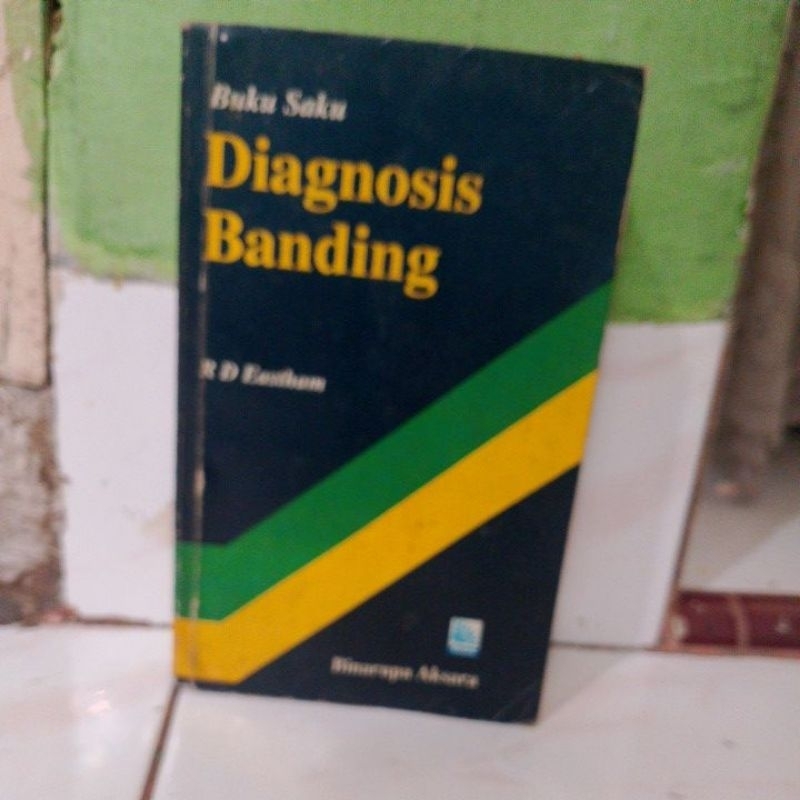 Buku Saku
Diagnosis
Banding
R D Eastham
Binarupa Aksara